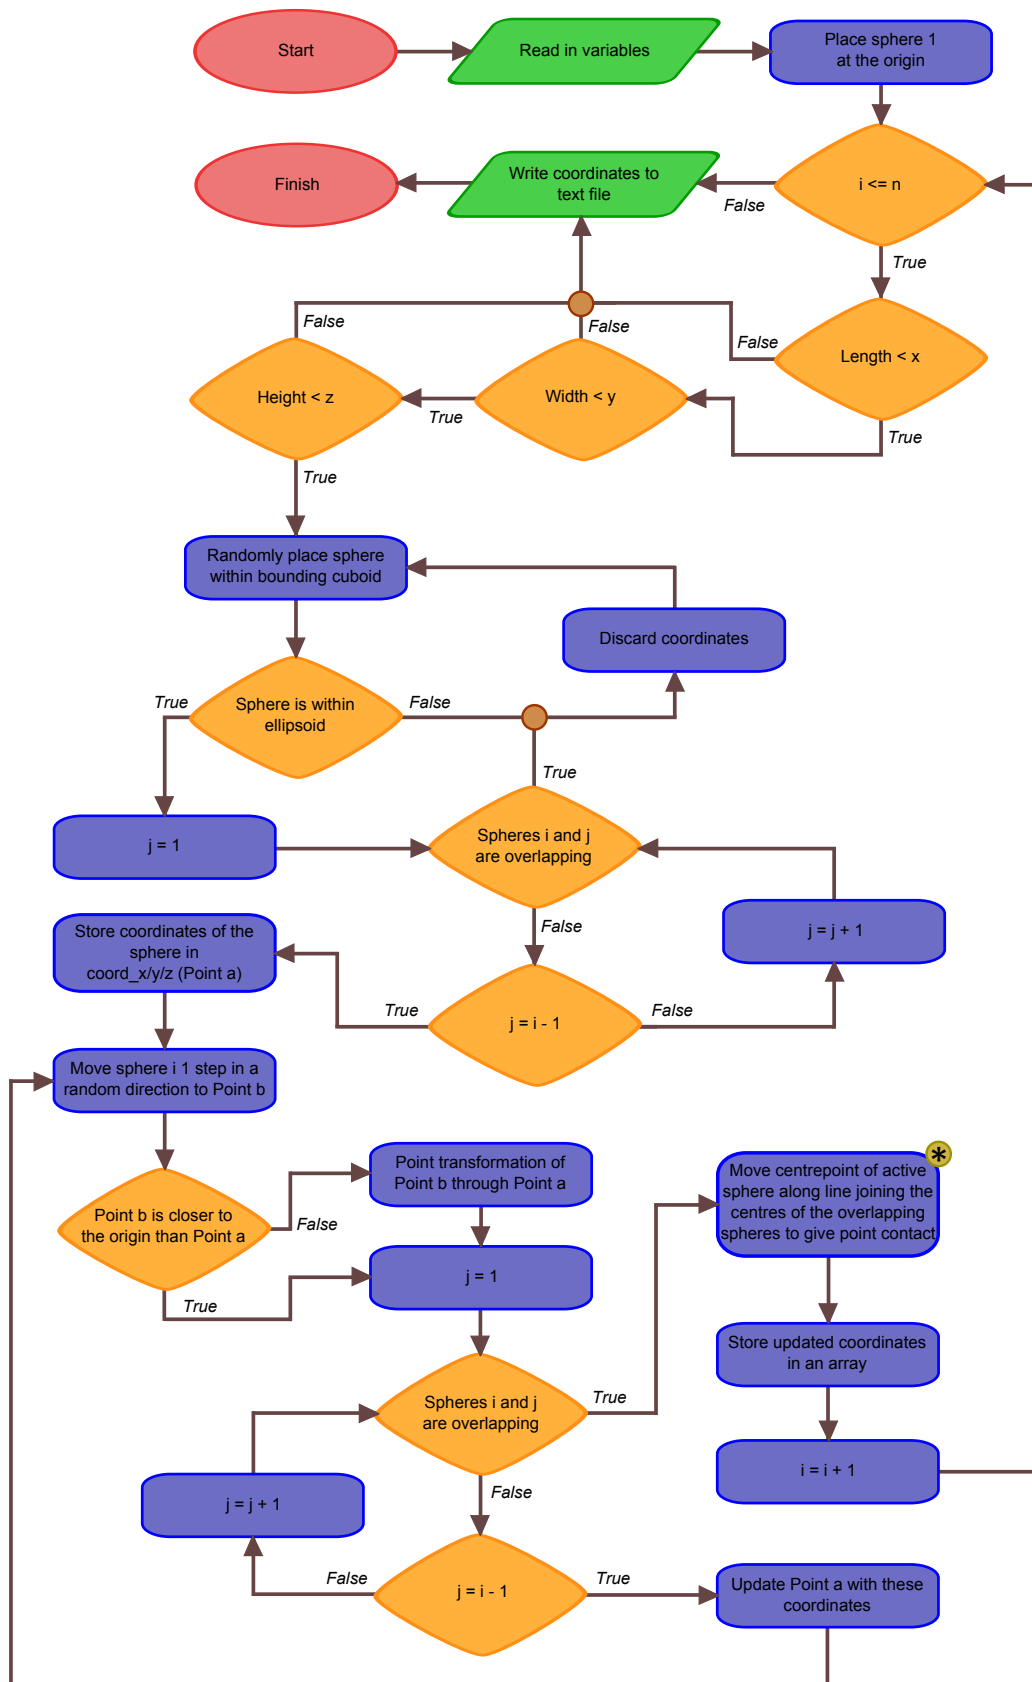 Start
Read in variables
Place sphere 1
at the origin
Finish
Write coordinates to
text file
False
i <= n
True
False
False
False
Length < x
Height < z
True
Width < y
True
True
Randomly place sphere
within bounding cuboid
Discard coordinates
True
Sphere is within
ellipsoid
False
True
j = 1
Spheres i and j
are overlapping
False
j = j + 1
Store coordinates of the
sphere in
coord_x/y/z (Point a)
True
j = i - 1
False
Move sphere i 1 step in a
random direction to Point b
Point b is closer to
the origin than Point a
False
True
Point transformation of
Point b through Point a
j = 1
*
Move centrepoint of active
sphere along line joining the
centres of the overlapping
spheres to give point contact
Store updated coordinates
in an array
Spheres i and j
are overlapping
True
False
i = i + 1
j = j + 1
False
j = i - 1
True
Update Point a with these
coordinates